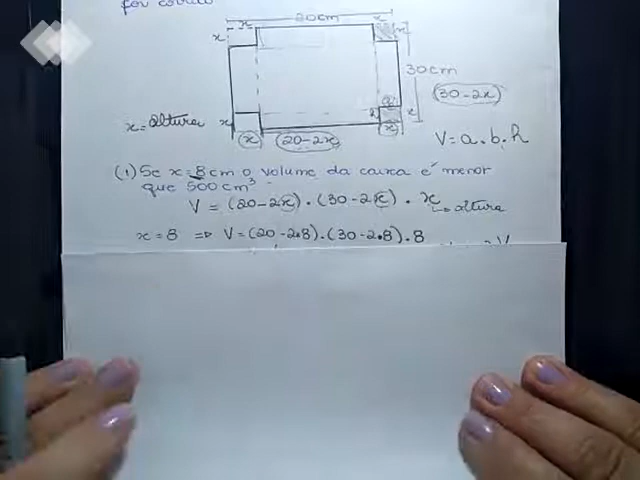 20cm
x x
x x
30cm
(30-2x)
x
x = altura x x
x (20-2x) x
V = a.b.h
(1) Se x = 8cm o volume da caixa é menor
que 500 cm³.
V = (20-2x).(30-2x).x
altura
x = 8 => V = (20-2.8).(30-2.8).8